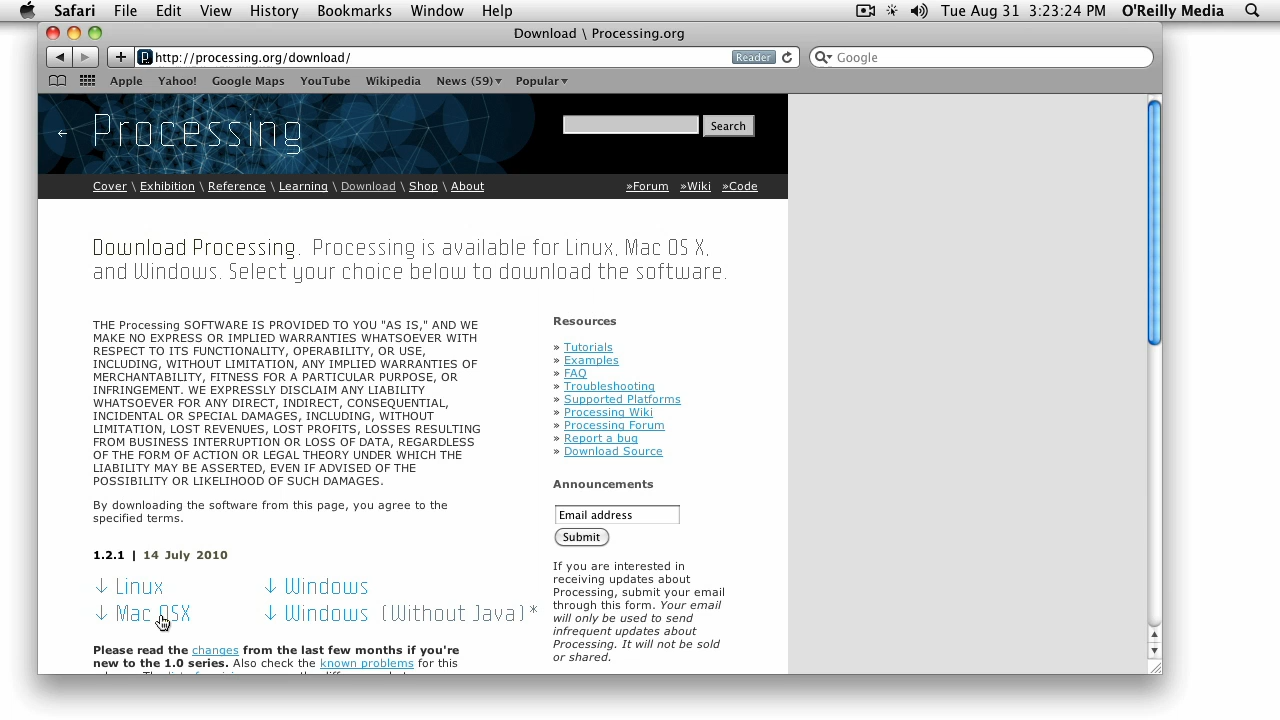 Safari File Edit View History Bookmarks Window Help Tue Aug 31 3:23:24 PM O'Reilly Media
Download \ Processing.org
http://processing.org/download/ Reader Google
Apple Yahoo! Google Maps YouTube Wikipedia News (59) Popular
← Processing Search
Cover \ Exhibition \ Reference \ Learning \ Download \ Shop \ About »Forum »Wiki »Code
Download Processing. Processing is available for Linux, Mac OS X,
and Windows. Select your choice below to download the software.
THE Processing SOFTWARE IS PROVIDED TO YOU "AS IS," AND WE
MAKE NO EXPRESS OR IMPLIED WARRANTIES WHATSOEVER WITH
RESPECT TO ITS FUNCTIONALITY, OPERABILITY, OR USE,
INCLUDING, WITHOUT LIMITATION, ANY IMPLIED WARRANTIES OF
MERCHANTABILITY, FITNESS FOR A PARTICULAR PURPOSE, OR
INFRINGEMENT. WE EXPRESSLY DISCLAIM ANY LIABILITY
WHATSOEVER FOR ANY DIRECT, INDIRECT, CONSEQUENTIAL,
INCIDENTAL OR SPECIAL DAMAGES, INCLUDING, WITHOUT
LIMITATION, LOST REVENUES, LOST PROFITS, LOSSES RESULTING
FROM BUSINESS INTERRUPTION OR LOSS OF DATA, REGARDLESS
OF THE FORM OF ACTION OR LEGAL THEORY UNDER WHICH THE
LIABILITY MAY BE ASSERTED, EVEN IF ADVISED OF THE
POSSIBILITY OR LIKELIHOOD OF SUCH DAMAGES.
By downloading the software from this page, you agree to the
specified terms.
1.2.1 | 14 July 2010
↓ Linux ↓ Windows
↓ Mac OSX ↓ Windows (Without Java)*
Please read the changes from the last few months if you're
new to the 1.0 series. Also check the known problems for this
Resources
» Tutorials
» Examples
» FAQ
» Troubleshooting
» Supported Platforms
» Processing Wiki
» Processing Forum
» Report a bug
» Download Source
Announcements
Email address
Submit
If you are interested in
receiving updates about
Processing, submit your email
through this form. Your email
will only be used to send
infrequent updates about
Processing. It will not be sold
or shared.